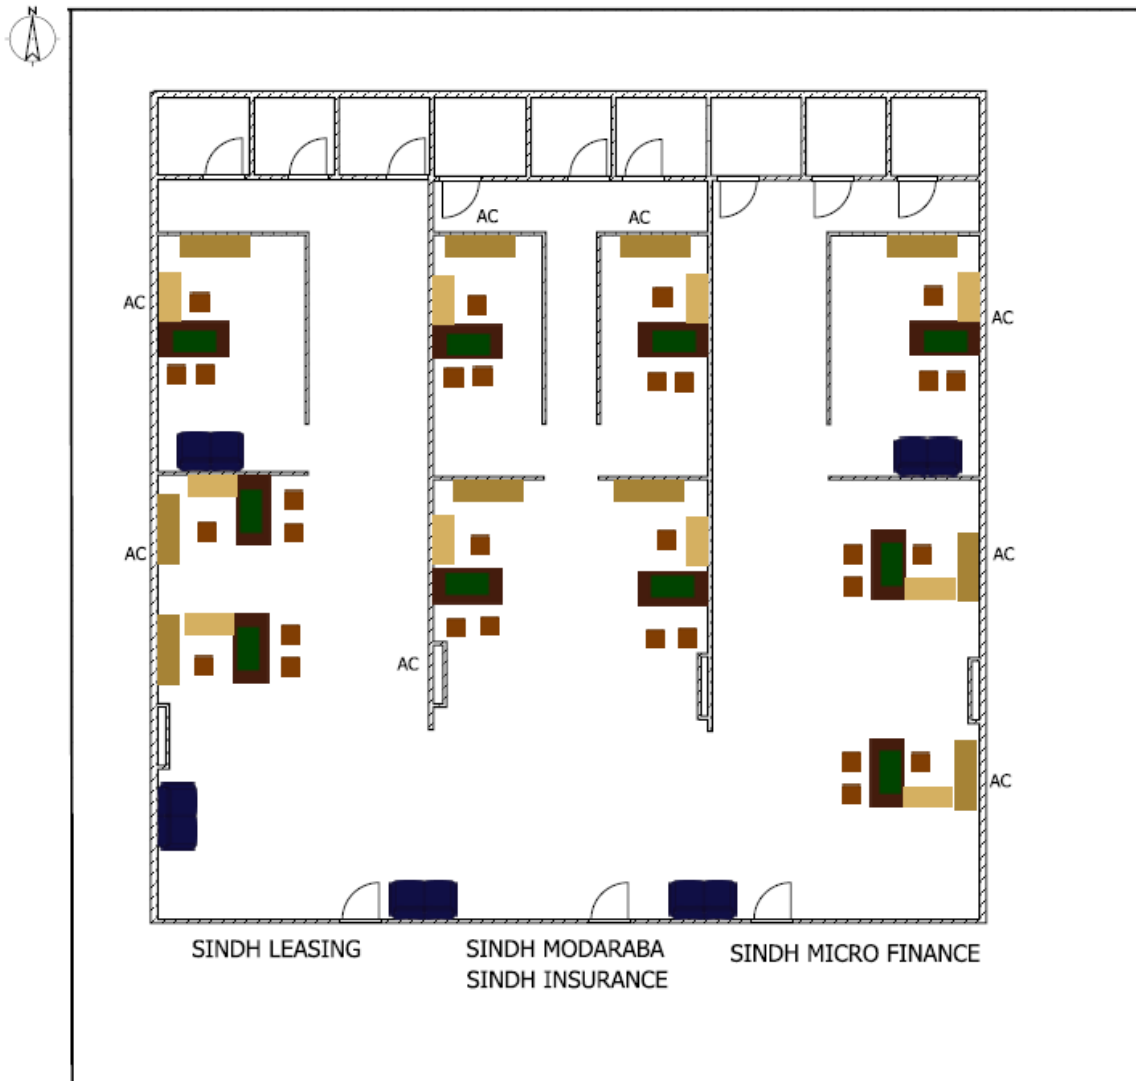 N
AC
AC
AC
AC
AC
AC
AC
AC
SINDH LEASING
SINDH MODARABA
SINDH INSURANCE
SINDH MICRO FINANCE